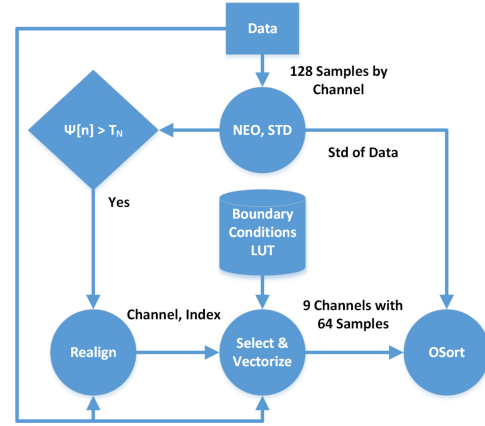 Data
128 Samples by
Channel
Ψ[n] > TN
NEO, STD
Std of Data
Yes
Boundary
Conditions
LUT
Channel, Index
9 Channels with
64 Samples
Realign
Select &
Vectorize
OSort